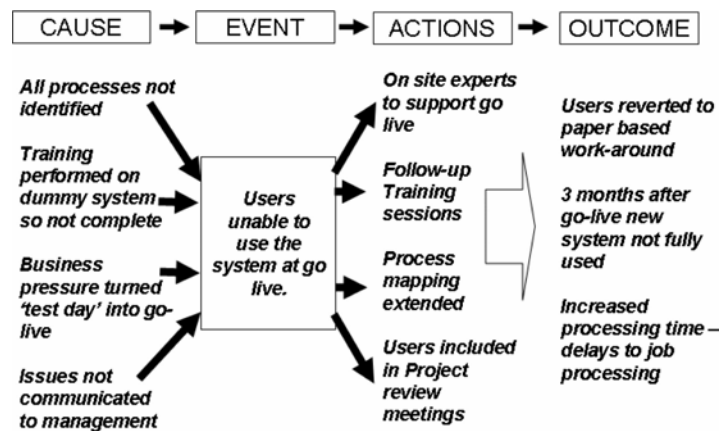 CAUSE
EVENT
ACTIONS
OUTCOME
All processes not
identified
Training
performed on
dummy system
so not complete
Business
pressure turned
'test day' into go-
live
Issues not
communicated
to management
Users
unable to
use the
system at go
live.
On site experts
to support go
live
Follow-up
Training
sessions
Process
mapping
extended
Users included
in Project
review
meetings
Users reverted to
paper based
work-around
3 months after
go-live new
system not fully
used
Increased
processing time –
delays to job
processing